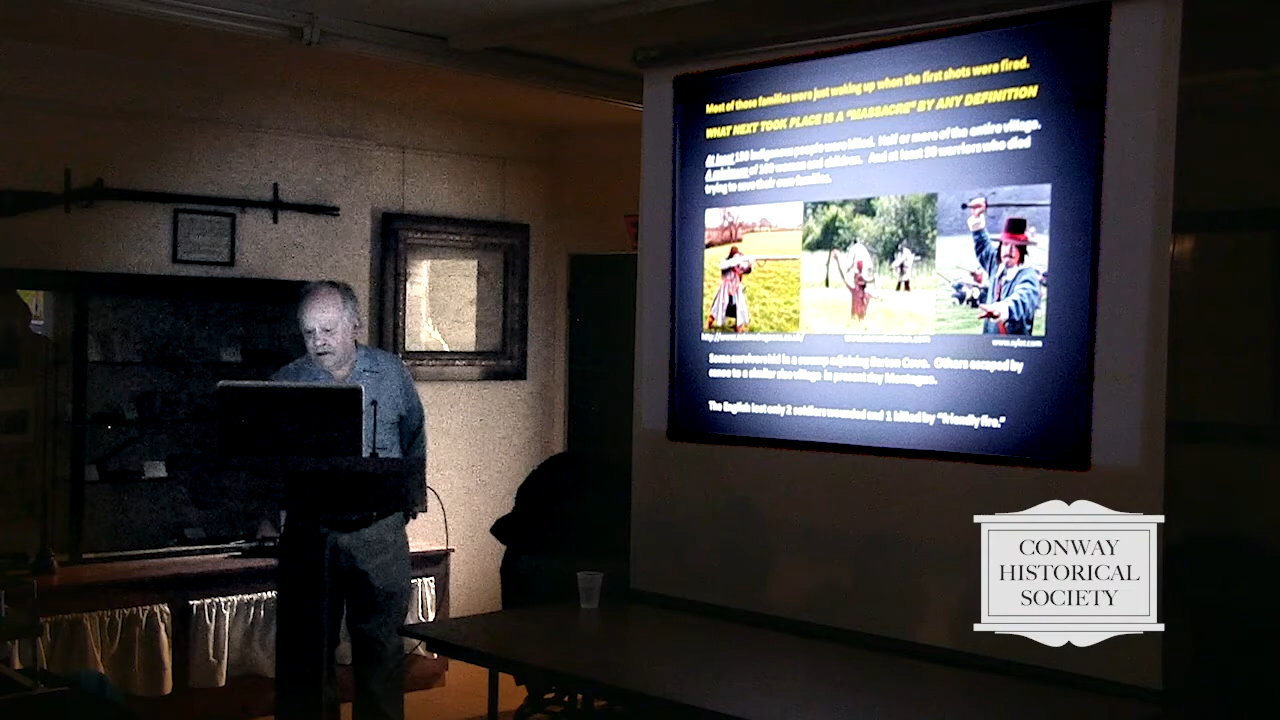 Most of those families were just waking up when the first shots were fired.
WHAT NEXT TOOK PLACE IS A "MASSACRE" BY ANY DEFINITION
At least 150 indigenous people were killed. Half or more of the entire village.
A minimum of 100 women and children. And at least 50 warriors who died
trying to save their own families.
www.xyler.com
Some survivors hid in a swamp adjoining Barton Cove. Others escaped by
canoe to a similar size village in present day Montague.
The English lost only 2 soldiers wounded and 1 killed by "friendly fire."
CONWAY
HISTORICAL
SOCIETY